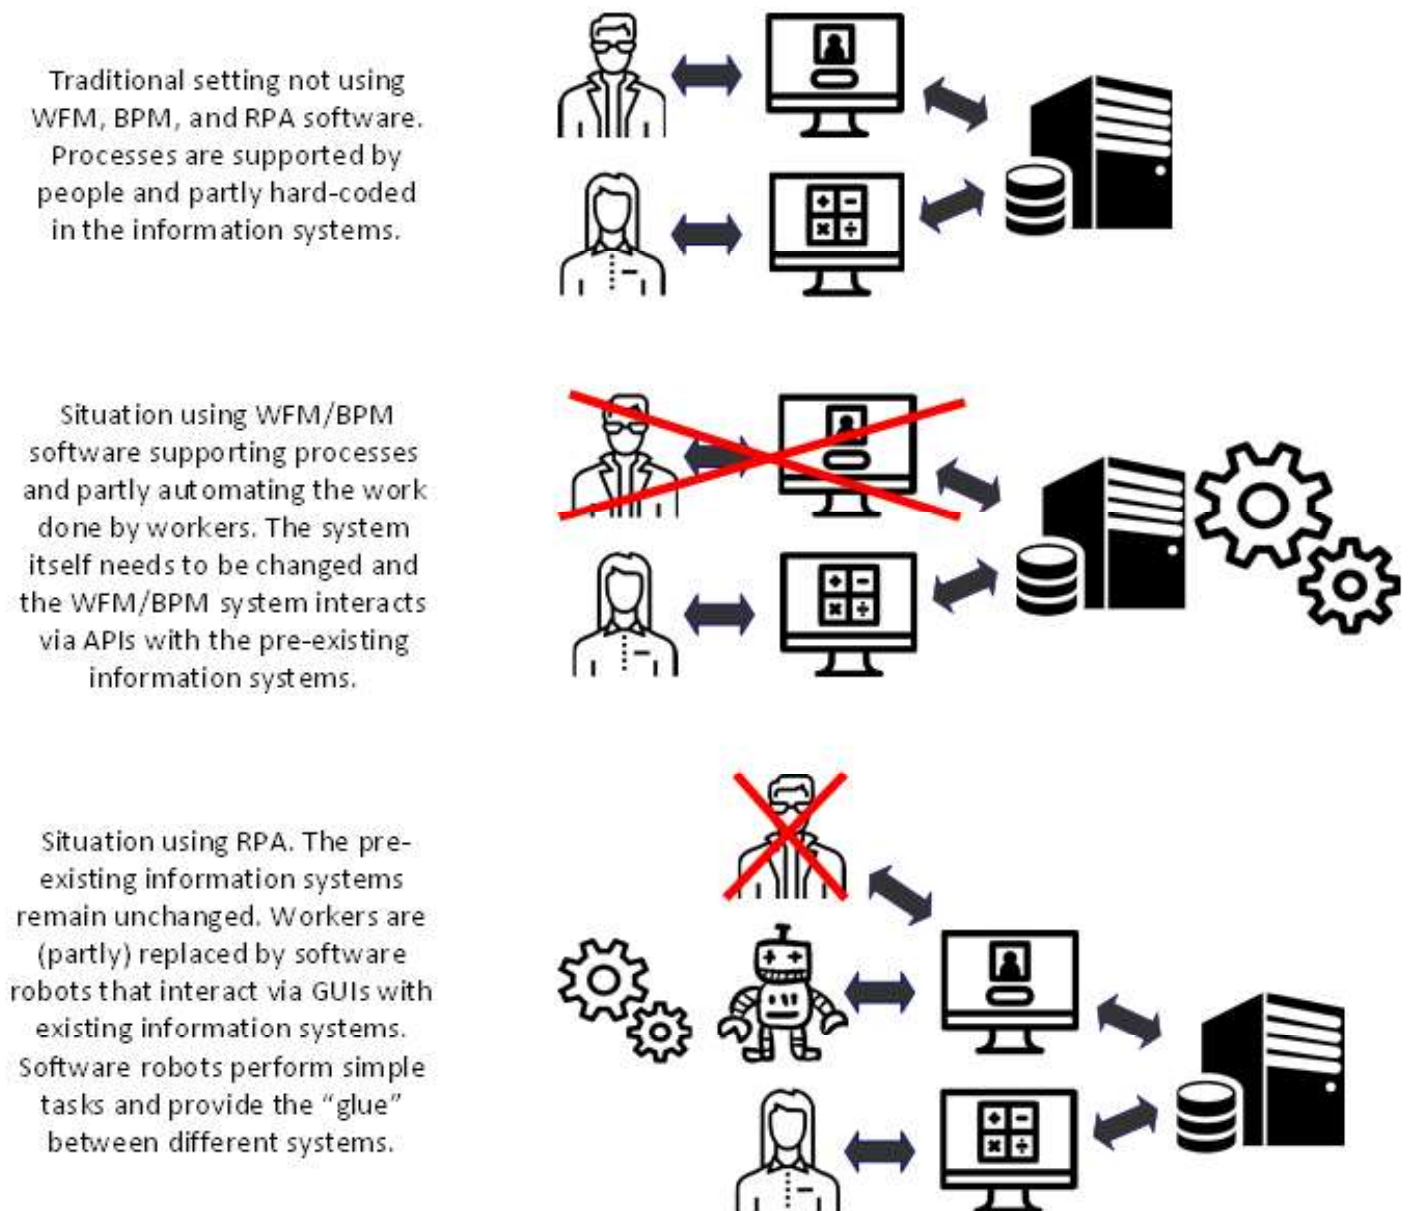 Traditional setting not using
WFM, BPM, and RPA software.
Processes are supported by
people and partly hard-coded
in the information systems.
Situation using WFM/BPM
software supporting processes
and partly automating the work
done by workers. The system
itself needs to be changed and
the WFM/BPM system interacts
via APIs with the pre-existing
information systems.
Situation using RPA. The pre-
existing information systems
remain unchanged. Workers are
(partly) replaced by software
robots that interact via GUIs with
existing information systems.
Software robots perform simple
tasks and provide the “glue”
between different systems.